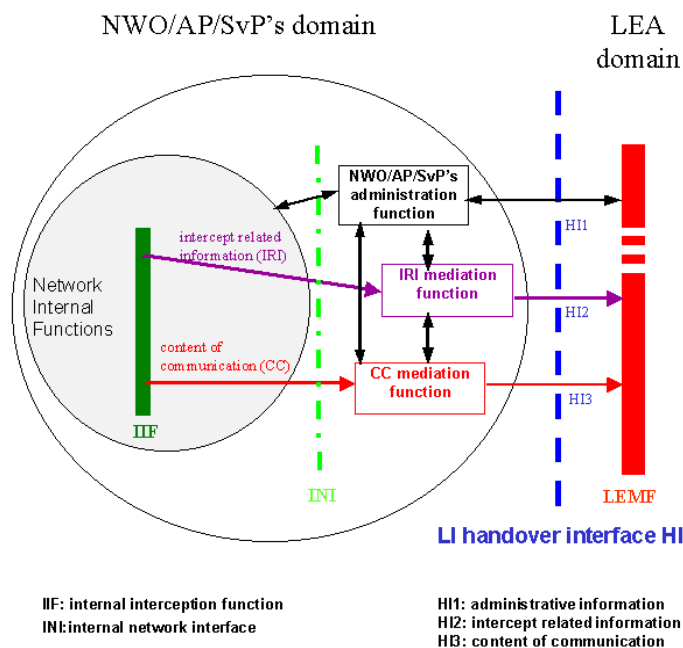 NWO/AP/SvP's domain
LEA
domain
NWO/AP/SvP's
administration
function
HI1
intercept related
information (IRI)
IRI mediation
function
Network
Internal
Functions
HI2
content of
communication (CC)
CC mediation
function
HI3
IIF
INI
LEMF
LI handover interface HI
IIF: internal interception function
INI:internal network interface
HI1: administrative information
HI2: intercept related information
HI3: content of communication